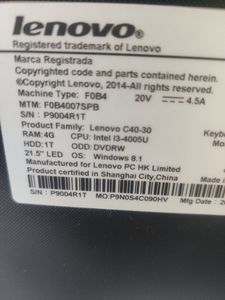 lenovo
Registered trademark of Lenovo
Marca Registrada
Copyrighted code and parts contained herein.
©Copyright Lenovo, 2014-All rights reserved.
Machine Type: F0B4 20V 4.5A
MTM: F0B4007SPB
S/N: P9004R1T
Product Family: Lenovo C40-30
RAM:4G CPU: Intel I3-4005U
HDD:1T ODD:DVDRW
21.5" LED OS: Windows 8.1
Manufactured for Lenovo PC HK Limited
Product certified in Shanghai City,China
S/N : P9004R1T MO:P9N0S4C090HV Mfg Date